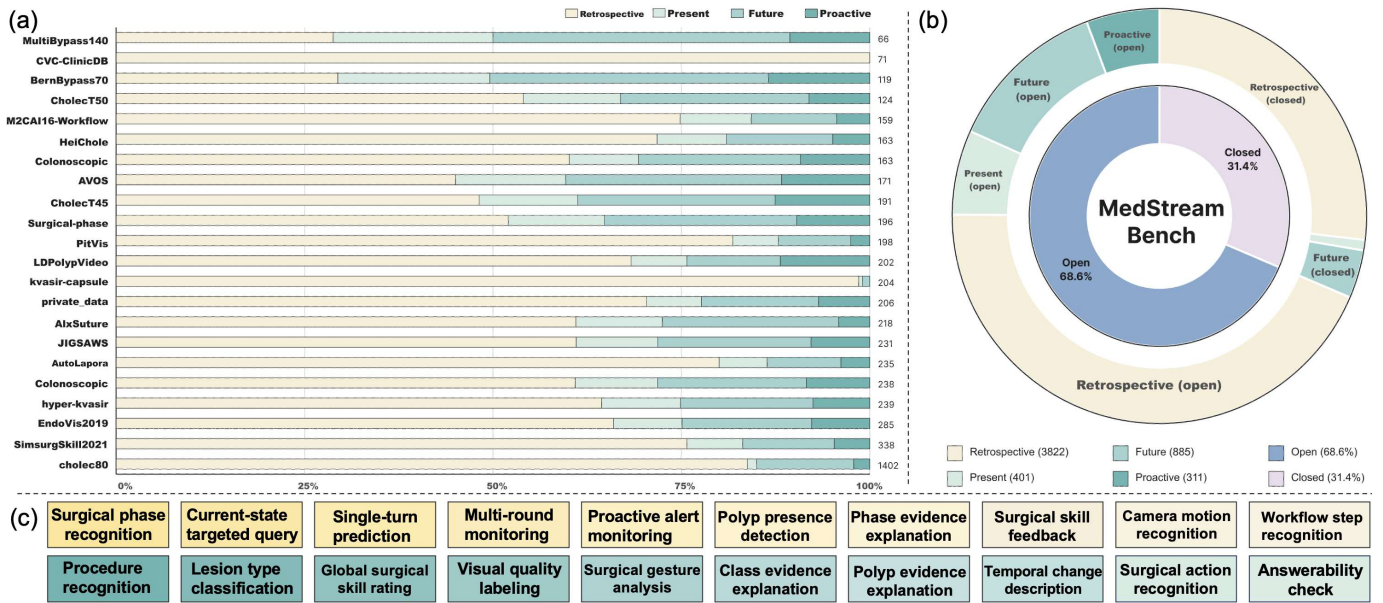 (a)
Retrospective Present Future Proactive
MultiBypass140 66
CVC-ClinicDB 71
BernBypass70 119
CholecT50 124
M2CAI16-Workflow 159
HeiChole 163
Colonoscopic 163
AVOS 171
CholecT45 191
Surgical-phase 196
PitVis 198
LDPolypVideo 202
kvasir-capsule 204
private_data 206
AIxSuture 218
JIGSAWS 231
AutoLapora 235
Colonoscopic 238
hyper-kvasir 239
EndoVis2019 285
SimsurgSkill2021 338
cholec80 1402
0% 25% 50% 75% 100%
(b)
Proactive
(open)
Future
(open)
Present
(open)
Retrospective
(closed)
Future
(closed)
Retrospective (open)
Closed
31.4%
Open
68.6%
MedStream
Bench
Retrospective (3822) Future (885) Open (68.6%)
Present (401) Proactive (311) Closed (31.4%)
(c)
Surgical phase
recognition
Current-state
targeted query
Single-turn
prediction
Multi-round
monitoring
Proactive alert
monitoring
Polyp presence
detection
Phase evidence
explanation
Surgical skill
feedback
Camera motion
recognition
Workflow step
recognition
Procedure
recognition
Lesion type
classification
Global surgical
skill rating
Visual quality
labeling
Surgical gesture
analysis
Class evidence
explanation
Polyp evidence
explanation
Temporal change
description
Surgical action
recognition
Answerability
check